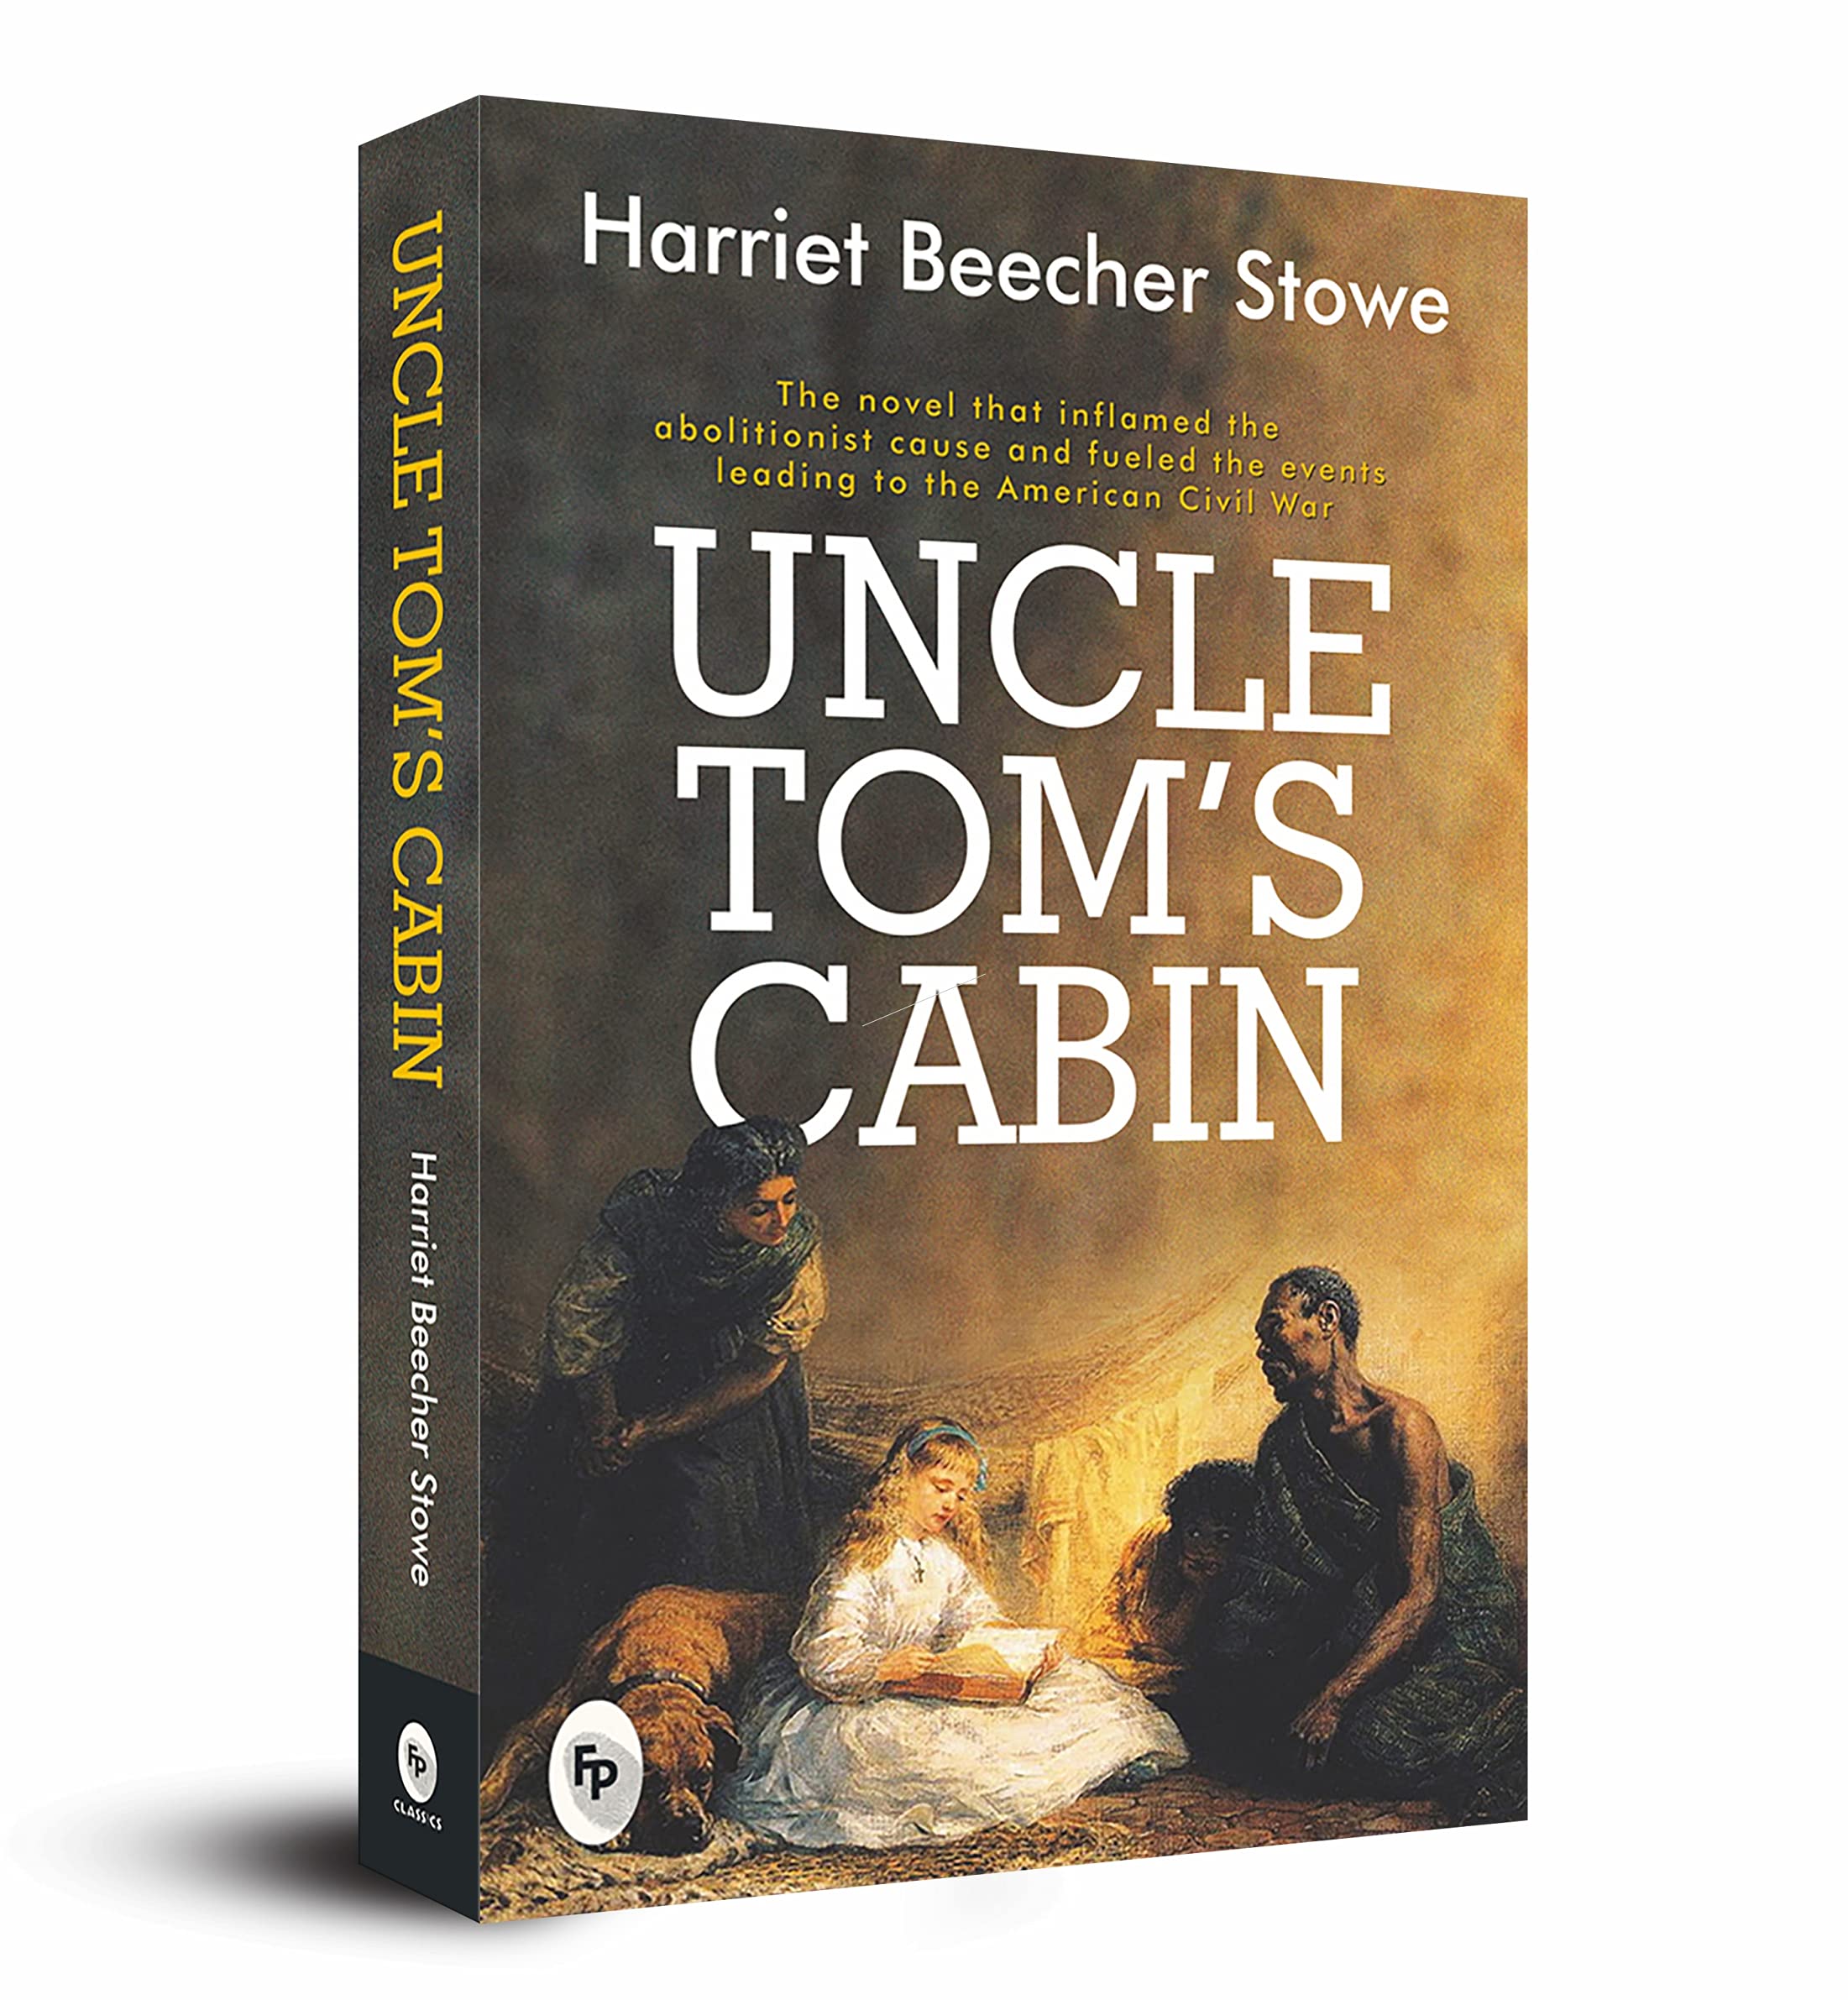 Harriet Beecher Stowe
The novel that inflamed the
abolitionist cause and fueled the events
leading to the American Civil War
UNCLE
TOM'S
CABIN
FP
UNCLE TOM'S CABIN Harriet Beecher Stowe
FP
CLASSICS